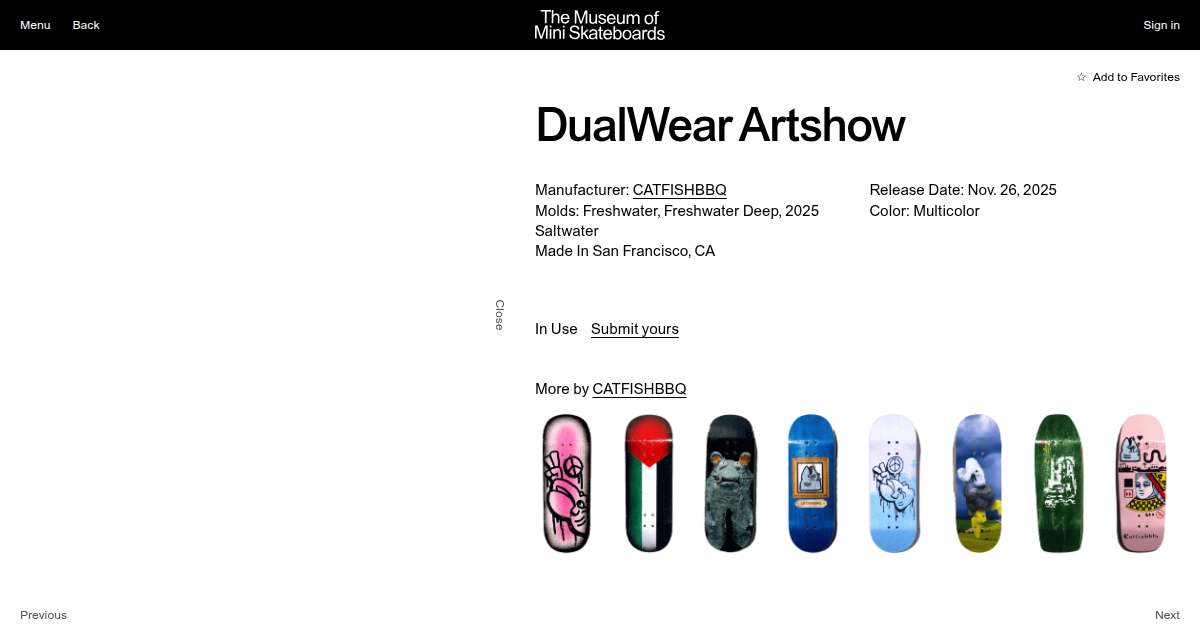 Menu
Back
The Museum of
Mini Skateboards
Sign in
☆ Add to Favorites
DualWear Artshow
Manufacturer: CATFISHBBQ
Molds: Freshwater, Freshwater Deep, 2025
Saltwater
Made In San Francisco, CA
Release Date: Nov. 26, 2025
Color: Multicolor
Close
In Use
Submit yours
More by CATFISHBBQ
Previous
Next